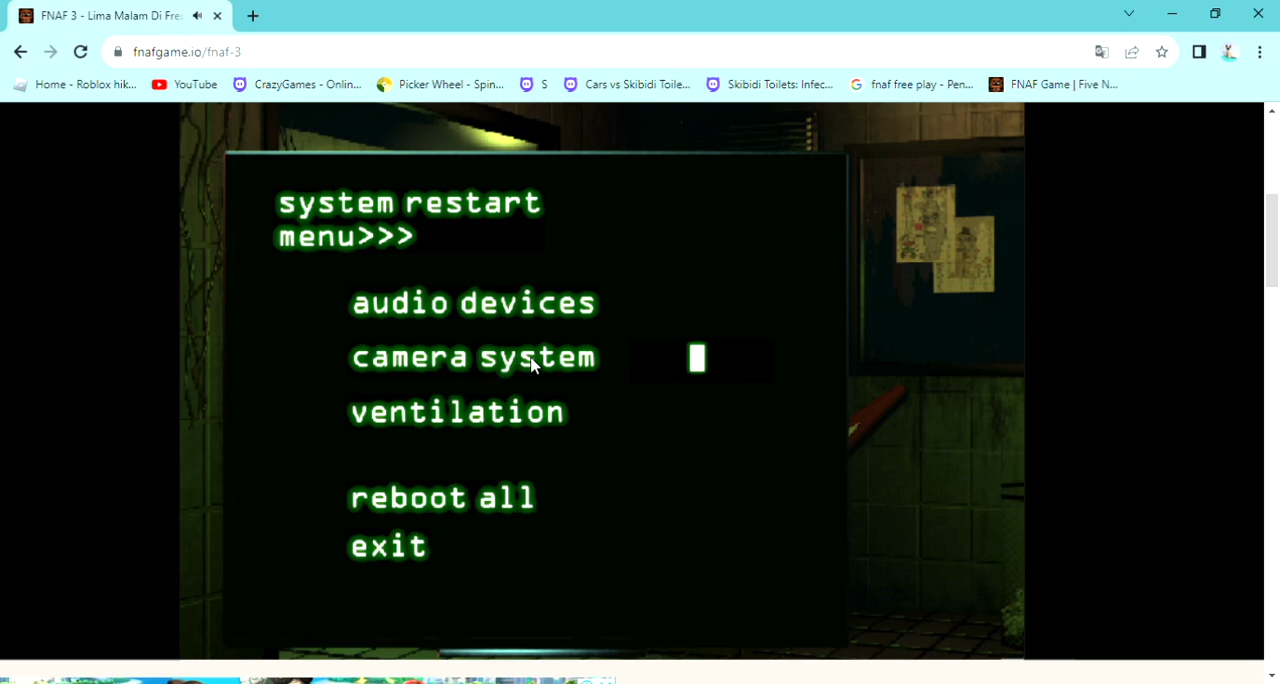 FNAF 3 - Lima Malam Di Fre
fnafgame.io/fnaf-3
Home - Roblox hik...
YouTube
CrazyGames - Onlin...
Picker Wheel - Spin...
S
Cars vs Skibidi Toile...
Skibidi Toilets: Infec...
fnaf free play - Pen...
FNAF Game | Five N...
system restart
menu>>>
audio devices
camera system
ventilation
reboot all
exit